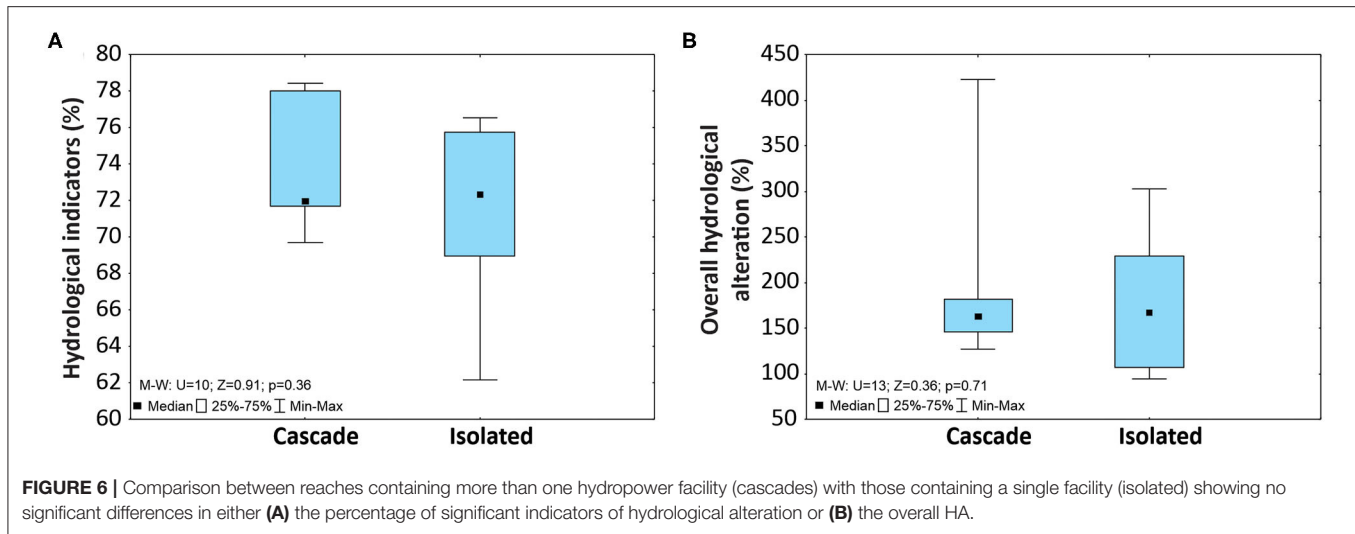 A
Hydrological indicators (%)
80
78
76
74
72
70
68
66
64
62
60
M-W: U=10; Z=0.91; p=0.36
Median 25%-75% Min-Max
Cascade Isolated
B
Overall hydrological
alteration (%)
450
400
350
300
250
200
150
100
50
M-W: U=13; Z=0.36; p=0.71
Median 25%-75% Min-Max
Cascade Isolated
FIGURE 6 | Comparison between reaches containing more than one hydropower facility (cascades) with those containing a single facility (isolated) showing no
significant differences in either (A) the percentage of significant indicators of hydrological alteration or (B) the overall HA.